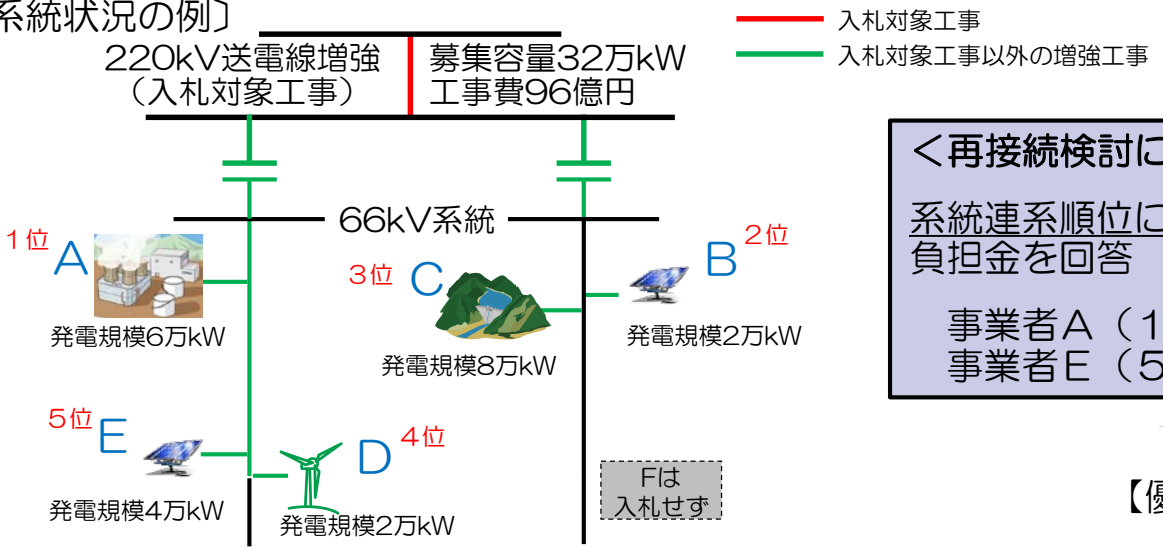 系統状況の例〕
入札対象工事
入札対象工事以外の増強工事
220kV送電線増強
（入札対象工事）
募集容量32万kW
工事費96億円
66kV系統
1位
A
発電規模6万kW
3位
C
発電規模8万kW
B
2位
発電規模2万kW
5位
E
発電規模4万kW
D
4位
発電規模2万kW
Fは
入札せず
＜再接続検討に
系統連系順位に
負担金を回答
事業者A（1
事業者E（5
【優